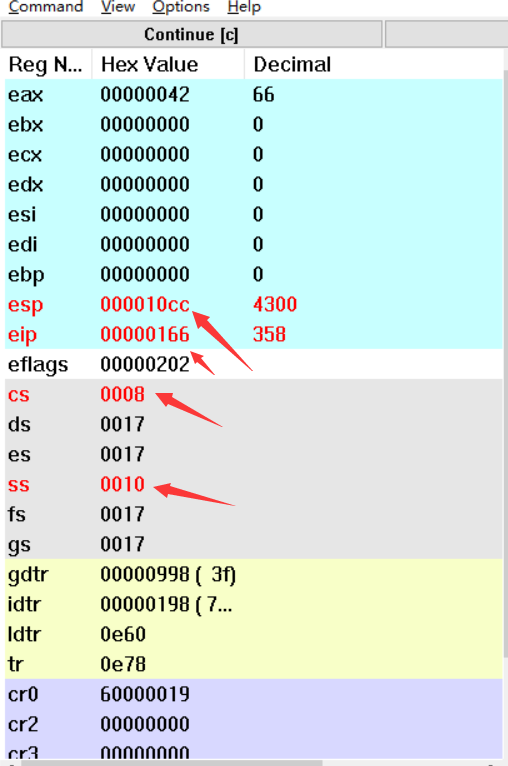 Command View Options Help
Continue [c]
Reg N... Hex Value Decimal
eax 00000042 66
ebx 00000000 0
ecx 00000000 0
edx 00000000 0
esi 00000000 0
edi 00000000 0
ebp 00000000 0
esp 000010cc 4300
eip 00000166 358
eflags 00000202
cs 0008
ds 0017
es 0017
ss 0010
fs 0017
gs 0017
gdtr 00000998 ( 3f)
idtr 00000198 ( 7...
ldtr 0e60
tr 0e78
cr0 60000019
cr2 00000000
cr3 00000000